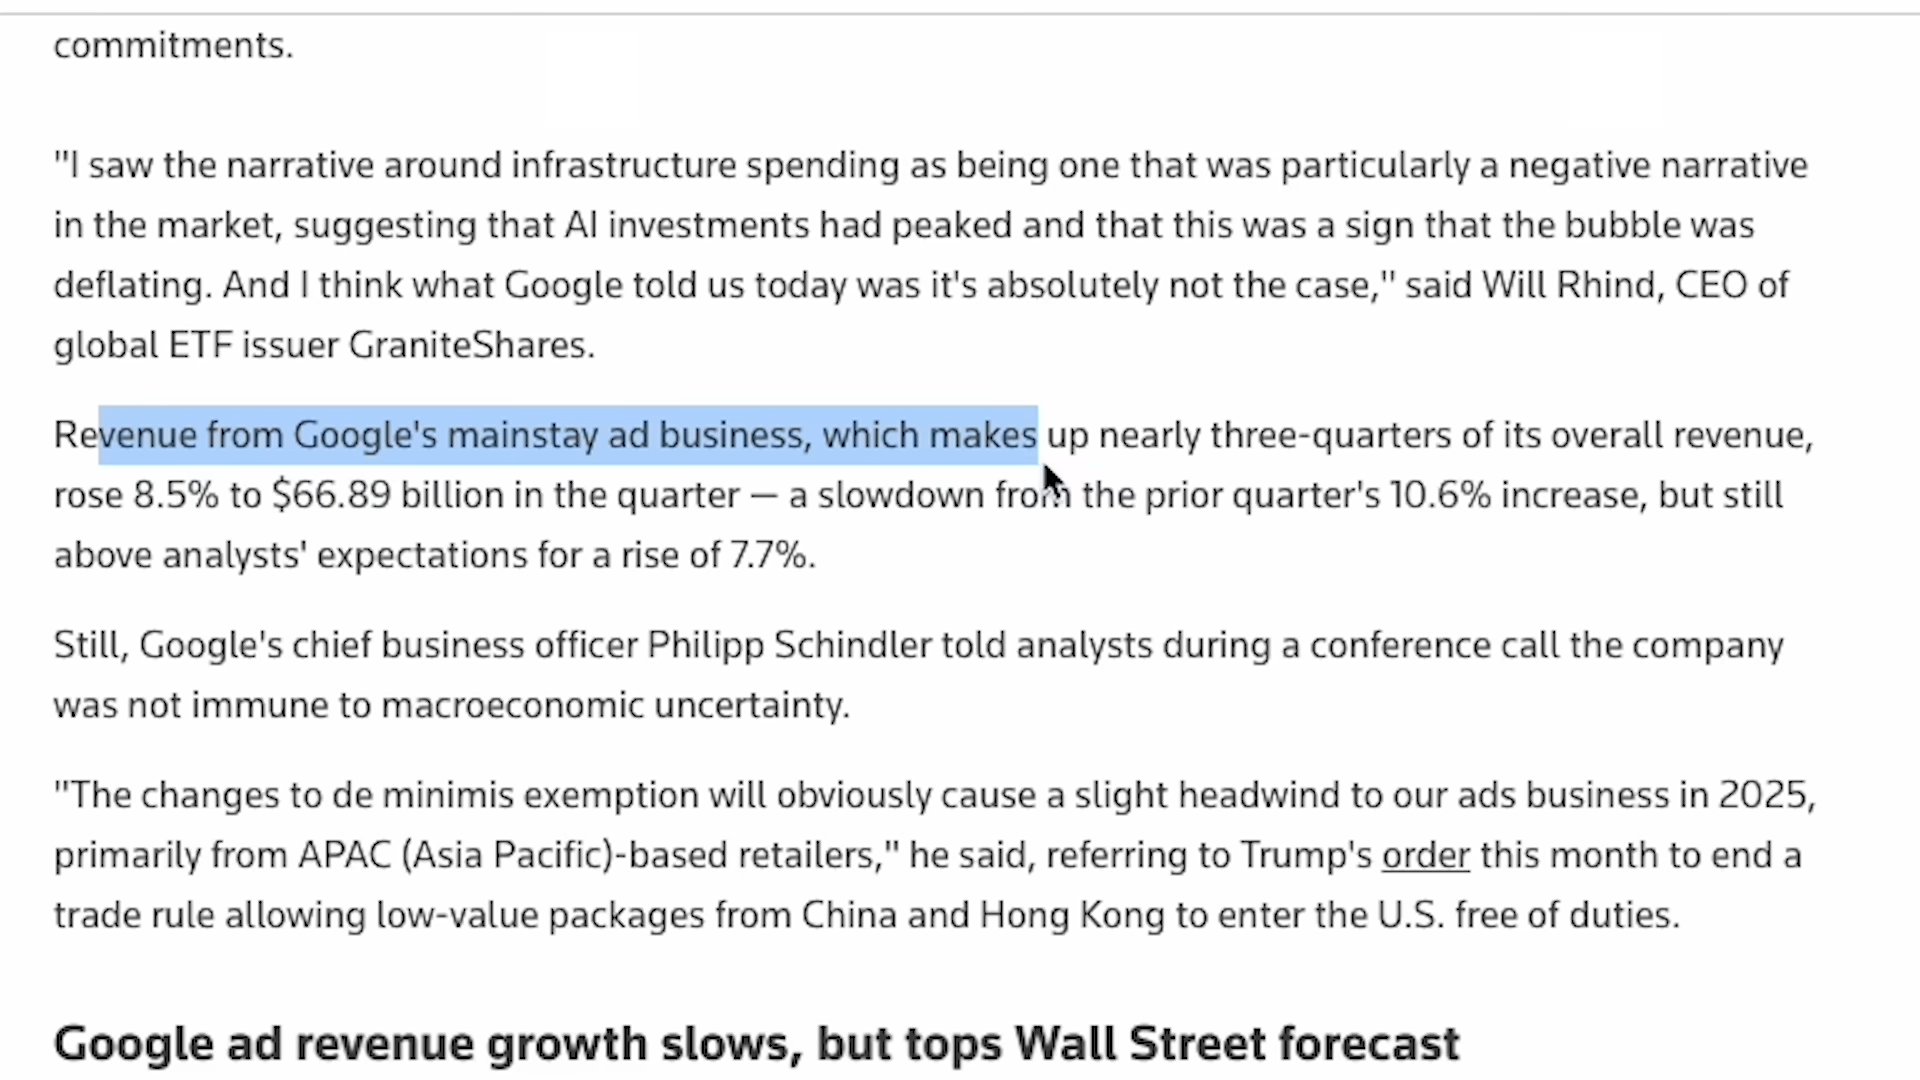 commitments.
"I saw the narrative around infrastructure spending as being one that was particularly a negative narrative
in the market, suggesting that AI investments had peaked and that this was a sign that the bubble was
deflating. And I think what Google told us today was it's absolutely not the case," said Will Rhind, CEO of
global ETF issuer GraniteShares.
Revenue from Google's mainstay ad business, which makes up nearly three-quarters of its overall revenue,
rose 8.5% to $66.89 billion in the quarter — a slowdown from the prior quarter's 10.6% increase, but still
above analysts' expectations for a rise of 7.7%.
Still, Google's chief business officer Philipp Schindler told analysts during a conference call the company
was not immune to macroeconomic uncertainty.
"The changes to de minimis exemption will obviously cause a slight headwind to our ads business in 2025,
primarily from APAC (Asia Pacific)-based retailers," he said, referring to Trump's order this month to end a
trade rule allowing low-value packages from China and Hong Kong to enter the U.S. free of duties.
Google ad revenue growth slows, but tops Wall Street forecast